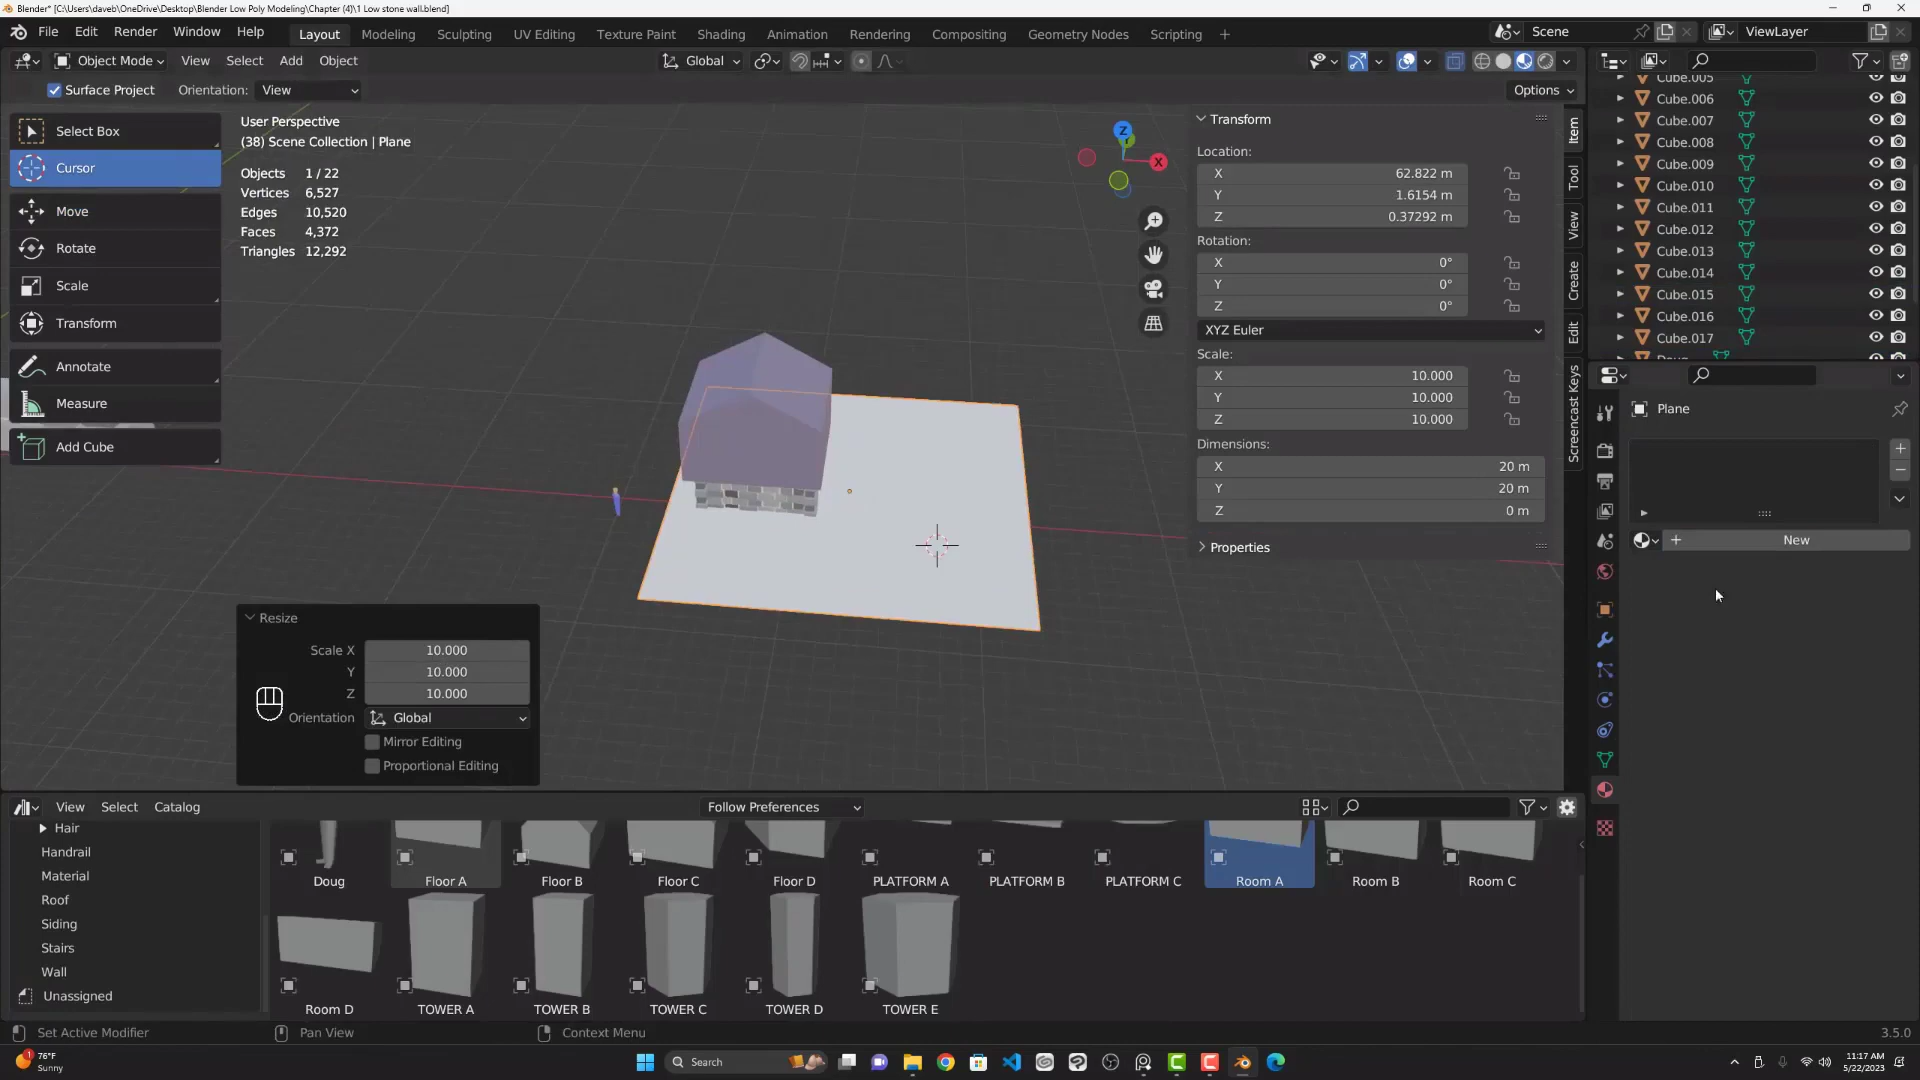 Blender* [C:\Users\daveb\OneDrive\Desktop\Blender Low Poly Modeling\Chapter (4)\1 Low stone wall.blend]
File Edit Render Window Help Layout Modeling Sculpting UV Editing Texture Paint Shading Animation Rendering Compositing Geometry Nodes Scripting + Scene ViewLayer
Object Mode View Select Add Object Global
Surface Project Orientation: View Options
Select Box
Cursor
Move
Rotate
Scale
Transform
Annotate
Measure
Add Cube
User Perspective
(38) Scene Collection | Plane
Objects 1 / 22
Vertices 6,527
Edges 10,520
Faces 4,372
Triangles 12,292
Z
X
Transform
Location:
X 62.822 m
Y 1.6154 m
Z 0.37292 m
Rotation:
X 0°
Y 0°
Z 0°
XYZ Euler
Scale:
X 10.000
Y 10.000
Z 10.000
Dimensions:
X 20 m
Y 20 m
Z 0 m
Properties
Item
Tool
View
Create
Edit
Screencast Keys
Cube.005
Cube.006
Cube.007
Cube.008
Cube.009
Cube.010
Cube.011
Cube.012
Cube.013
Cube.014
Cube.015
Cube.016
Cube.017
Doug
Plane
New
Resize
Scale X 10.000
Y 10.000
Z 10.000
Orientation Global
Mirror Editing
Proportional Editing
View Select Catalog Follow Preferences
Hair
Handrail
Material
Roof
Siding
Stairs
Wall
Unassigned
Doug Floor A Floor B Floor C Floor D PLATFORM A PLATFORM B PLATFORM C Room A Room B Room C
Room D TOWER A TOWER B TOWER C TOWER D TOWER E
Set Active Modifier Pan View Context Menu 3.5.0
1
76°F
Sunny
Search
11:17 AM
5/22/2023